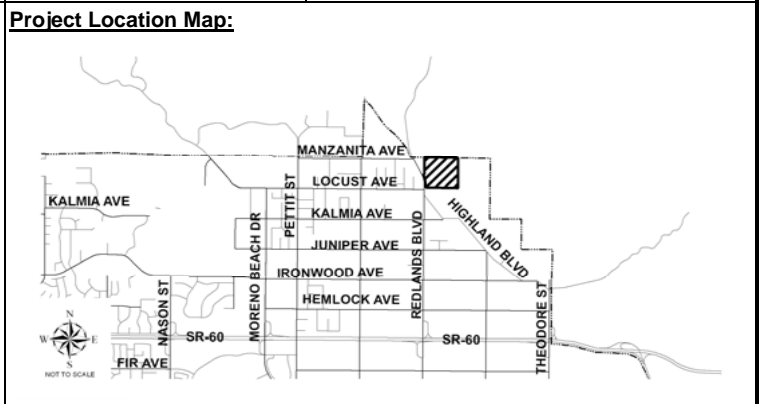 Project Location Map:
MANZANITA AVE
LOCUST AVE
KALMIA AVE
KALMIA AVE
HIGHLAND BLVD
PETTIT ST
JUNIPER AVE
MORENO BEACH DR
REDLANDS BLVD
IRONWOOD AVE
NASON ST
HEMLOCK AVE
THEODORE ST
N
W E
S
NOT TO SCALE
SR-60
SR-60
FIR AVE